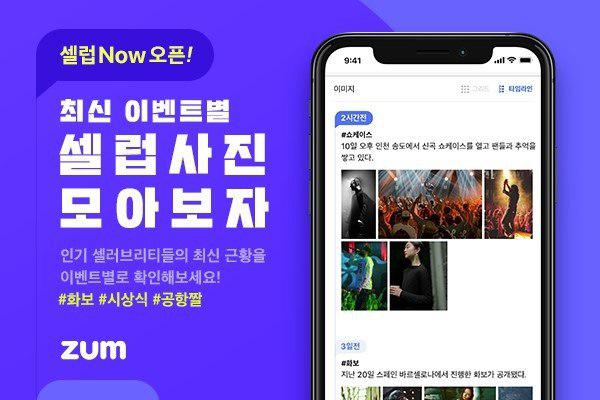 셀럽Now 오픈!
최신 이벤트별
셀럽사진
모아보자
인기 셀러브리티들의 최신 근황을
이벤트별로 확인해보세요!
#화보 #시상식 #공항짤
zum
9:41
이미지
그리드
타임라인
2시간전
#쇼케이스
10일 오후 인천 송도에서 신곡 쇼케이스를 열고 팬들과 추억을
쌓고 있다.
3일전
#화보
지난 20일 스페인 바르셀로나에서 진행한 화보가 공개됐다.